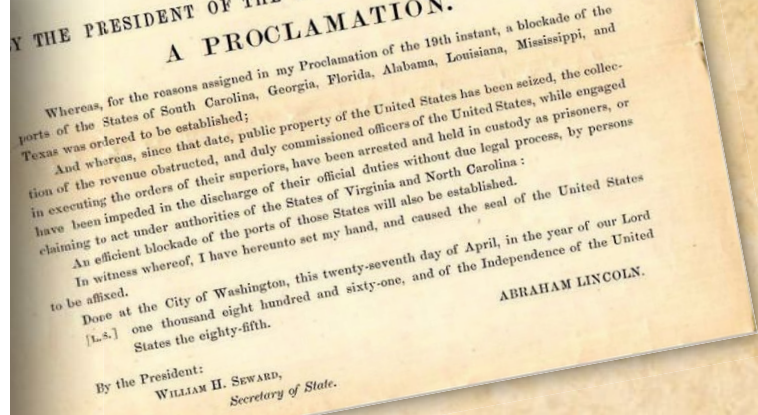 THE PRESIDENT OF
A PROCLAMATION.
Whereas, for the reasons assigned in my Proclamation of the 19th instant, a blockade of the
ports of the States of South Carolina, Georgia, Florida, Alabama, Louisiana, Mississippi, and
Texas was ordered to be established;
And whereas, since that date, public property of the United States has been seized, the collec-
tion of the revenue obstructed, and duly commissioned officers of the United States, while engaged
in executing the orders of their superiors, have been arrested and held in custody as prisoners, or
have been impeded in the discharge of their official duties without due legal process, by persons
claiming to act under authorities of the States of Virginia and North Carolina:
An efficient blockade of the ports of those States will also be established.
In witness whereof, I have hereunto set my hand, and caused the seal of the United States
to be affixed.
Done at the City of Washington, this twenty-seventh day of April, in the year of our Lord
[L.S.] one thousand eight hundred and sixty-one, and of the Independence of the United
States the eighty-fifth.
ABRAHAM LINCOLN.
By the President:
WILLIAM H. SEWARD,
Secretary of State.